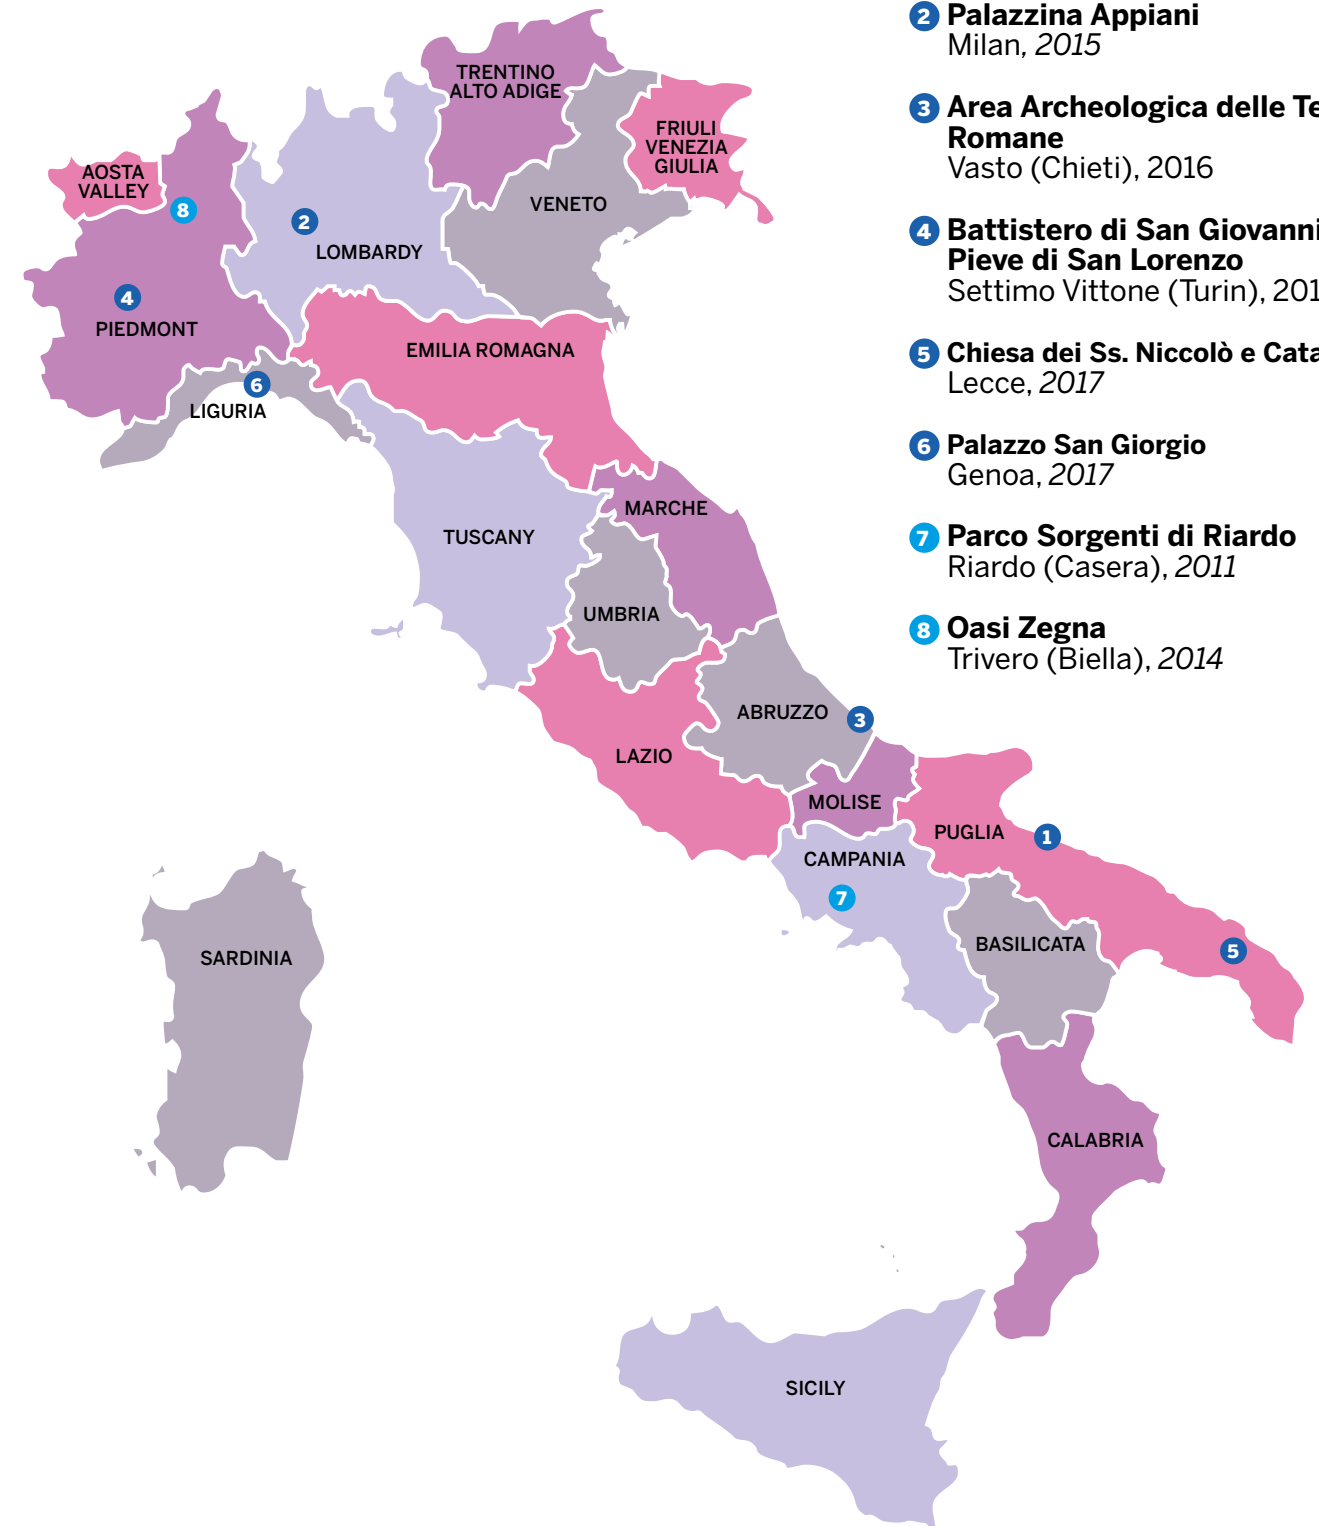 TRENTINO
ALTO ADIGE
FRIULI
VENEZIA
GIULIA
AOSTA
VALLEY
8
VENETO
2
LOMBARDY
4
PIEDMONT
EMILIA ROMAGNA
6
LIGURIA
MARCHE
TUSCANY
UMBRIA
ABRUZZO
3
LAZIO
MOLISE
PUGLIA
1
CAMPANIA
7
BASILICATA
5
SARDINIA
CALABRIA
SICILY
2 Palazzina Appiani
Milan, 2015
3 Area Archeologica delle
Romane
Vasto (Chieti), 2016
4 Battistero di San Giovanni
Pieve di San Lorenzo
Settimo Vittone (Turin),
5 Chiesa dei Ss. Niccolò e
Lecce, 2017
6 Palazzo San Giorgio
Genoa, 2017
7 Parco Sorgenti di Riardo
Riardo (Casera), 2011
8 Oasi Zegna
Trivero (Biella), 2014